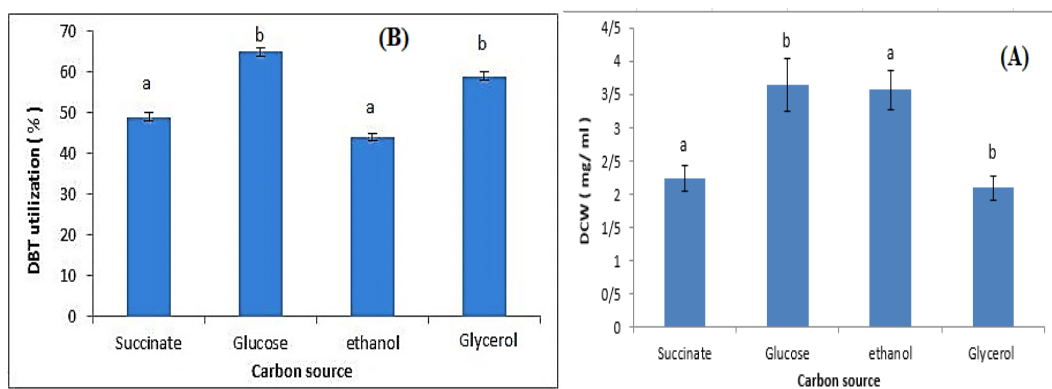 (B)
DBT utilization ( % )
70
60
50
40
30
20
10
0
a
b
a
b
Succinate Glucose ethanol Glycerol
Carbon source
(A)
DCW ( mg/ ml )
4/5
4
3/5
3
2/5
2
1/5
1
0/5
0
a
b
a
b
Succinate Glucose ethanol Glycerol
Carbon source